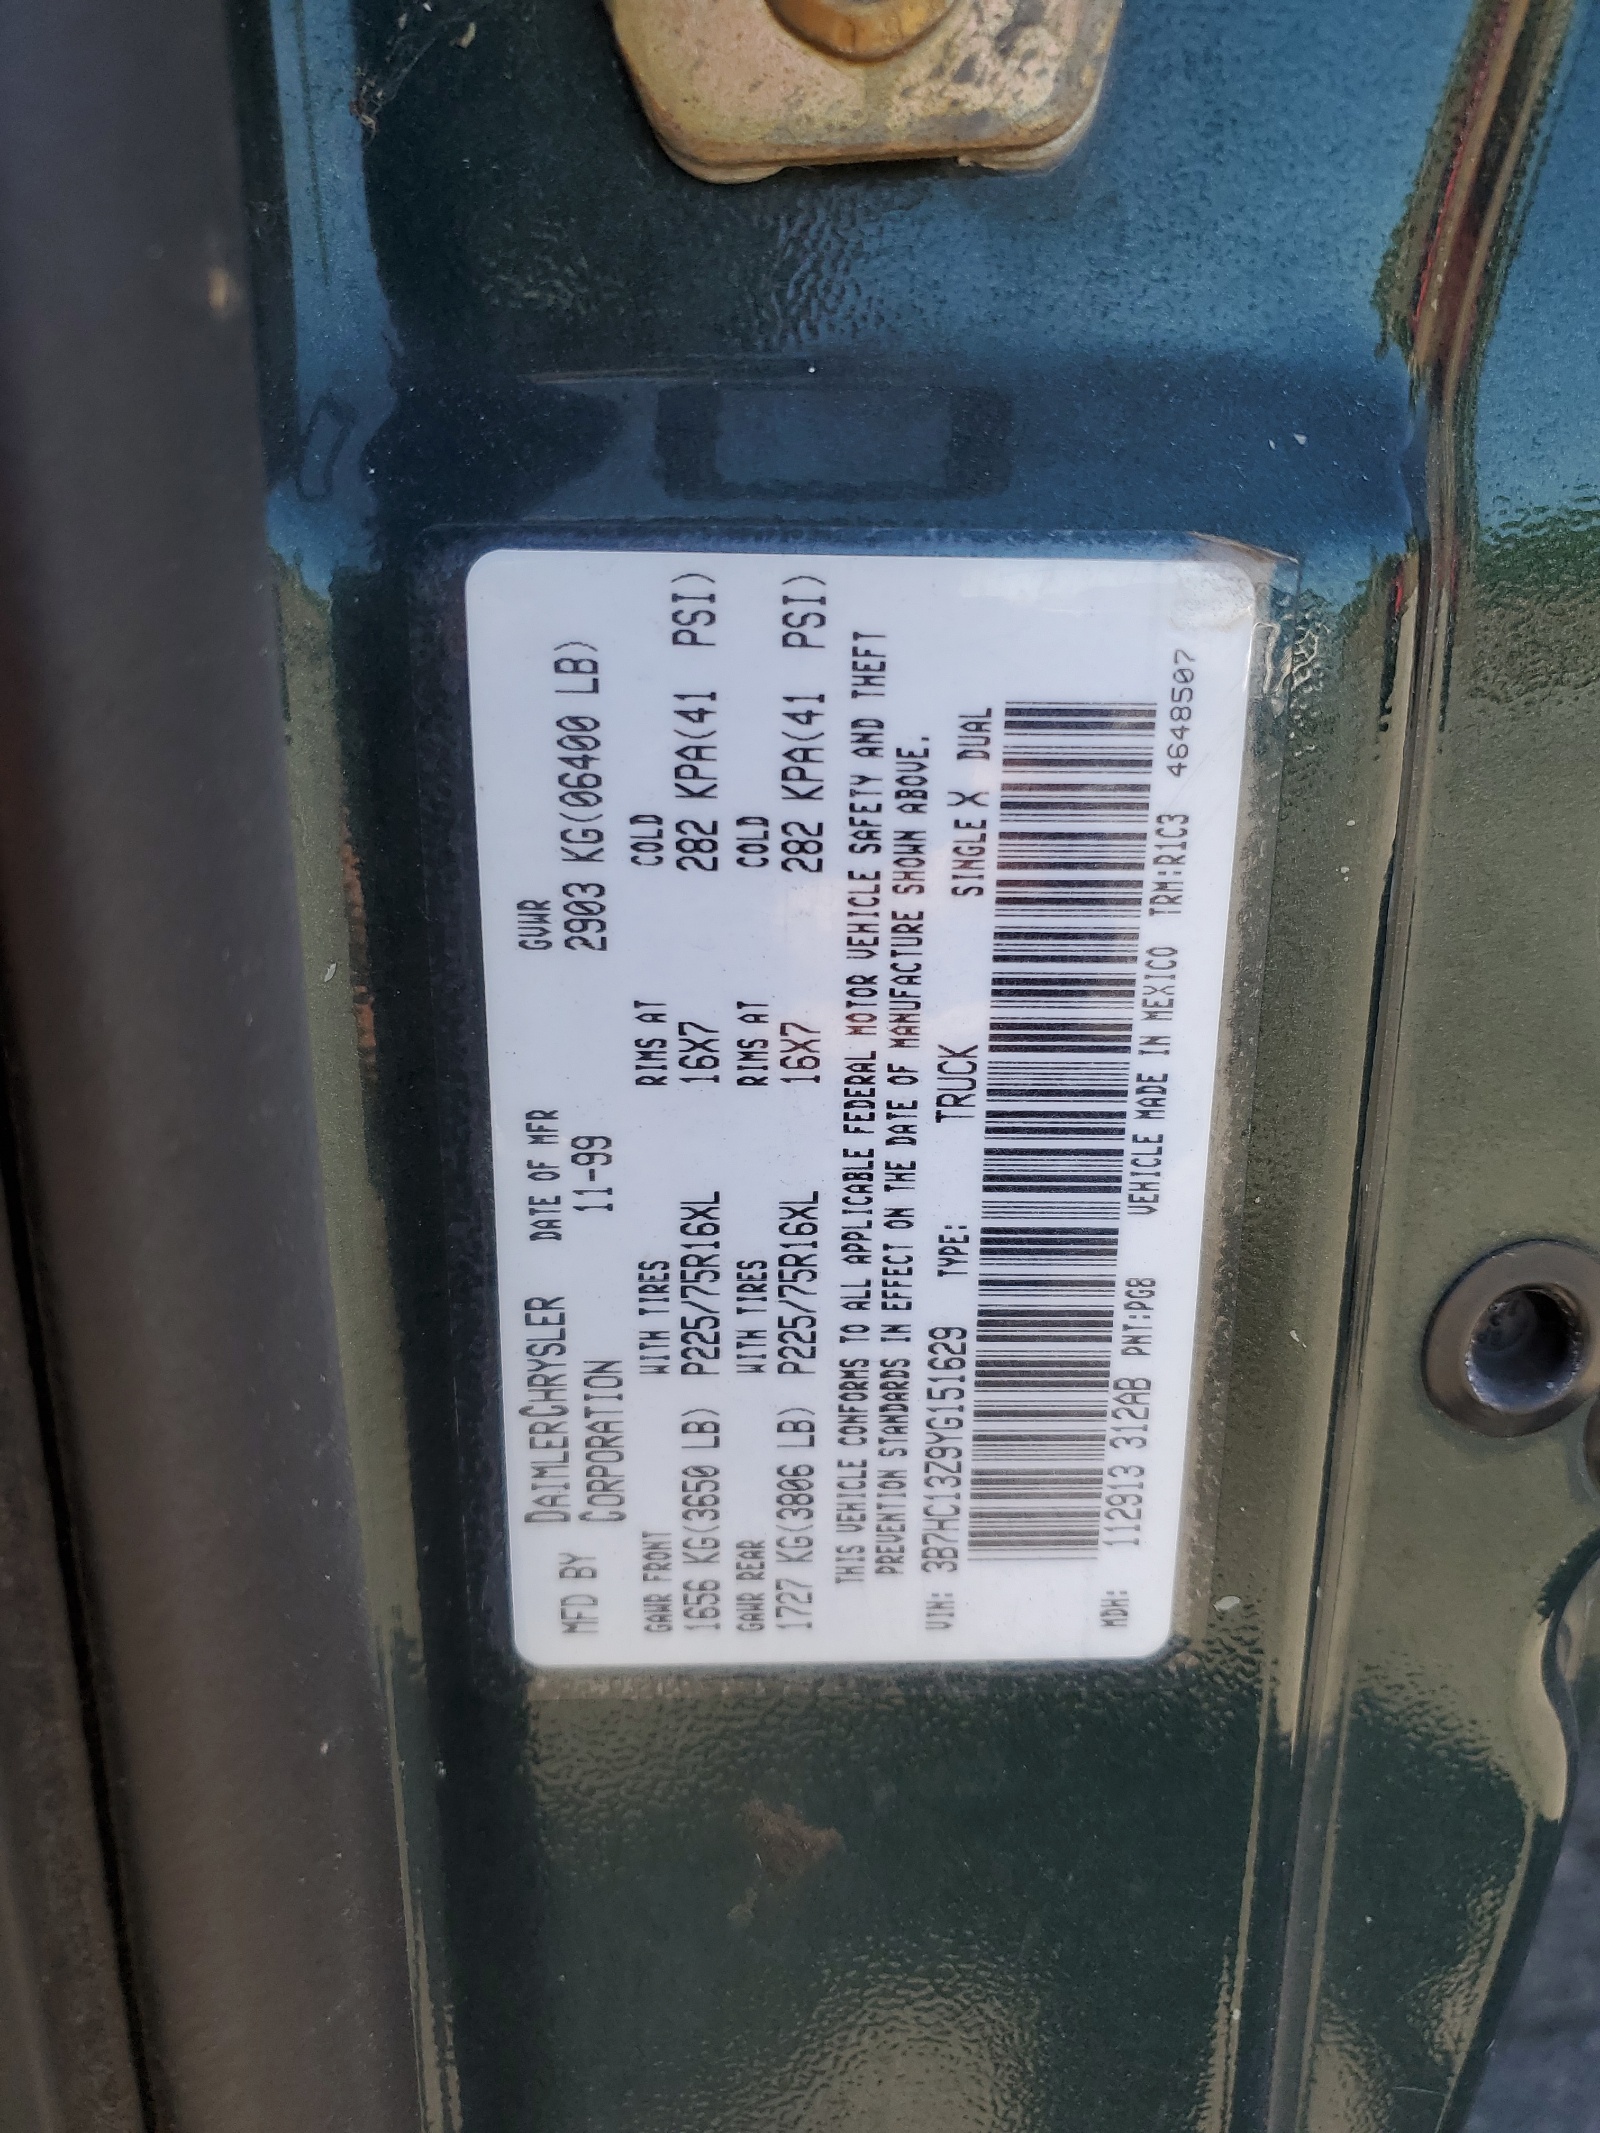 MFD BY DAIMLERCHRYSLER CORPORATION DATE OF MFR 11-99 GVWR 2903 KG(06400 LB)
GAWR FRONT WITH TIRES RIMS AT COLD
1656 KG(3650 LB) P225/75R16XL 16X7 282 KPA(41 PSI)
GAWR REAR WITH TIRES RIMS AT COLD
1727 KG(3806 LB) P225/75R16XL 16X7 282 KPA(41 PSI)
THIS VEHICLE CONFORMS TO ALL APPLICABLE FEDERAL MOTOR VEHICLE SAFETY AND THEFT
PREVENTION STANDARDS IN EFFECT ON THE DATE OF MANUFACTURE SHOWN ABOVE.
VIN: 3B7HC13Z9YG151629 TYPE: TRUCK SINGLE X DUAL
MDH: 112913 312AB PNT:PG8 VEHICLE MADE IN MEXICO TRM:R1C3 4648507